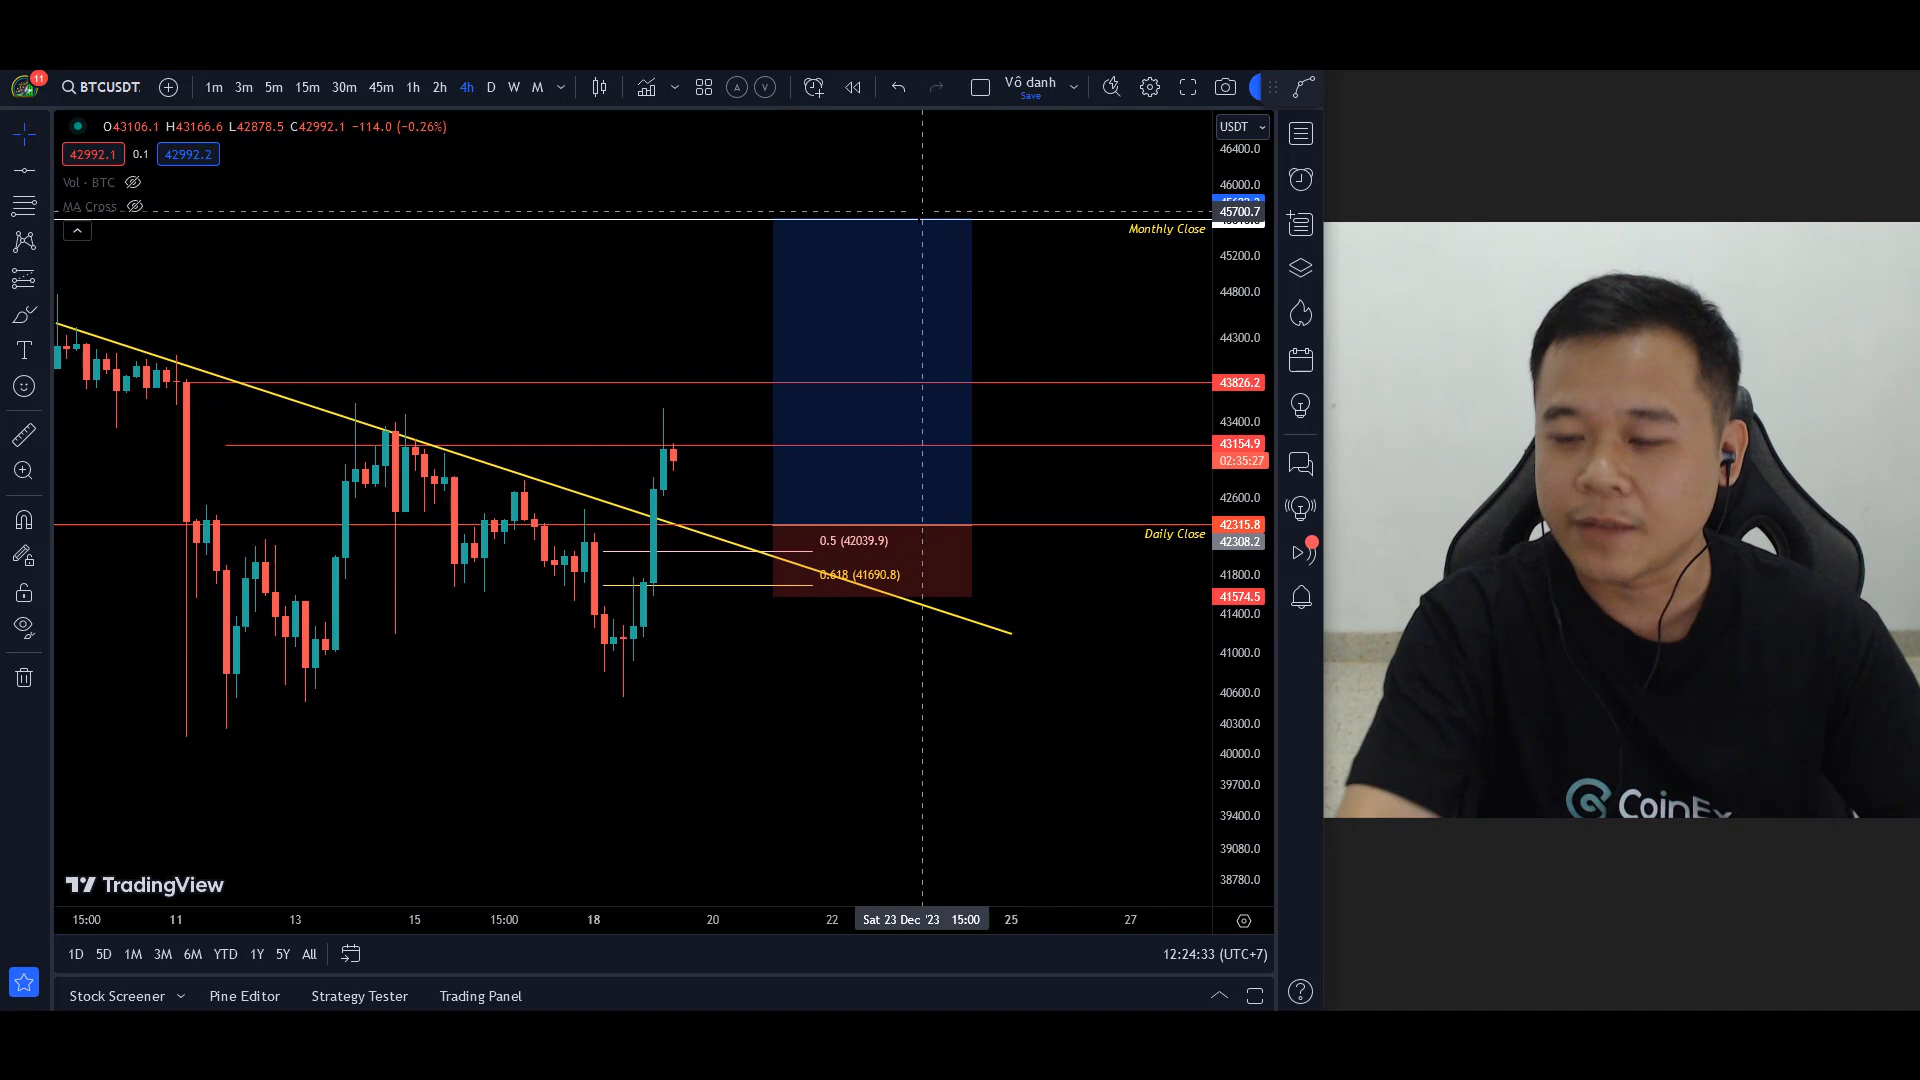 11
BTCUSDT
1m 3m 5m 15m 30m 45m 1h 2h 4h D W M
A V
Vô danh
Save
O43106.1 H43166.6 L42878.5 C42992.1 −114.0 (−0.26%)
42992.1 0.1 42992.2
Vol · BTC
MA Cross
USDT
46400.0
46000.0
45700.7
Monthly Close
45200.0
44800.0
44300.0
43826.2
43400.0
43154.9
02:35:27
42600.0
42315.8
Daily Close
42308.2
0.5 (42039.9)
0.618 (41690.8)
41800.0
41574.5
41400.0
41000.0
40600.0
40300.0
40000.0
39700.0
39400.0
39080.0
38780.0
CoinEx
TradingView
15:00 11 13 15 15:00 18 20 22 Sat 23 Dec '23 15:00 25 27
1D 5D 1M 3M 6M YTD 1Y 5Y All
12:24:33 (UTC+7)
Stock Screener Pine Editor Strategy Tester Trading Panel